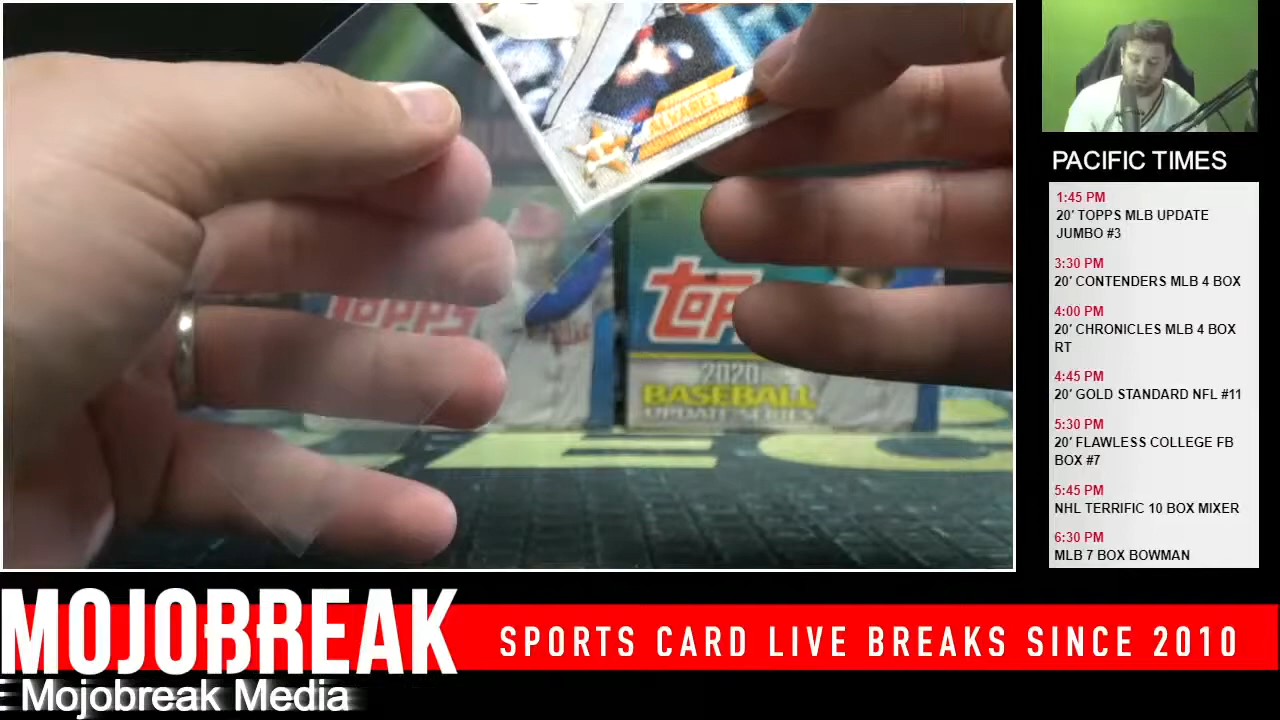 ALVAREZ
TOPPS
TOP
2020
BASEBALL
UPDATE SERIES
PACIFIC TIMES
1:45 PM
20' TOPPS MLB UPDATE
JUMBO #3
3:30 PM
20' CONTENDERS MLB 4 BOX
4:00 PM
20' CHRONICLES MLB 4 BOX
RT
4:45 PM
20' GOLD STANDARD NFL #11
5:30 PM
20' FLAWLESS COLLEGE FB
BOX #7
5:45 PM
NHL TERRIFIC 10 BOX MIXER
6:30 PM
MLB 7 BOX BOWMAN
MOJOBREAK
SPORTS CARD LIVE BREAKS SINCE 2010
E Mojobreak Media